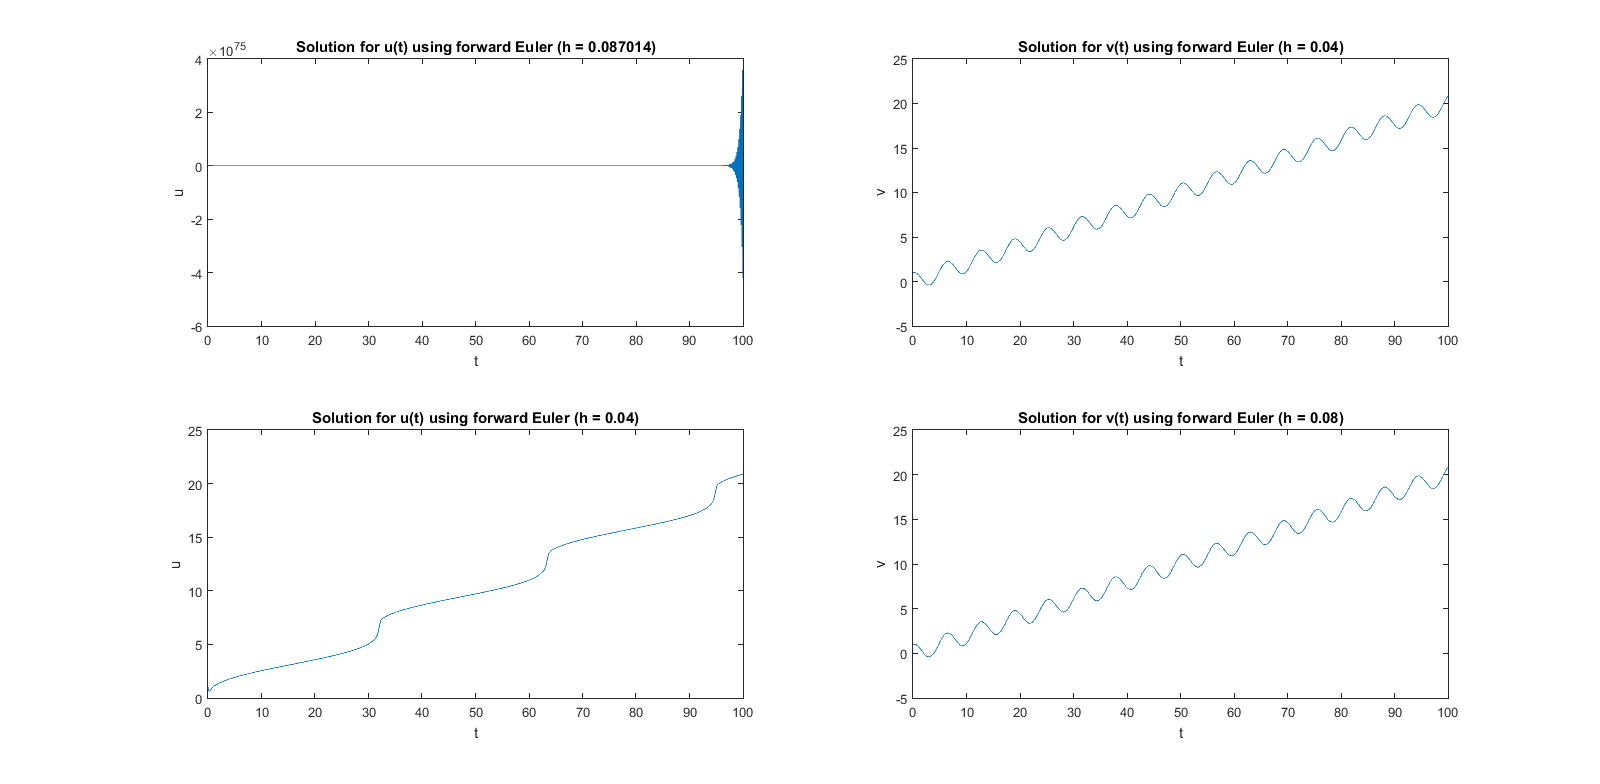 Solution for u(t) using forward Euler (h = 0.087014)
×10^75
4
2
0
-2
-4
-6
u
0 10 20 30 40 50 60 70 80 90 100
t
Solution for v(t) using forward Euler (h = 0.04)
25
20
15
10
5
0
-5
v
0 10 20 30 40 50 60 70 80 90 100
t
Solution for u(t) using forward Euler (h = 0.04)
25
20
15
10
5
0
u
0 10 20 30 40 50 60 70 80 90 100
t
Solution for v(t) using forward Euler (h = 0.08)
25
20
15
10
5
0
-5
v
0 10 20 30 40 50 60 70 80 90 100
t